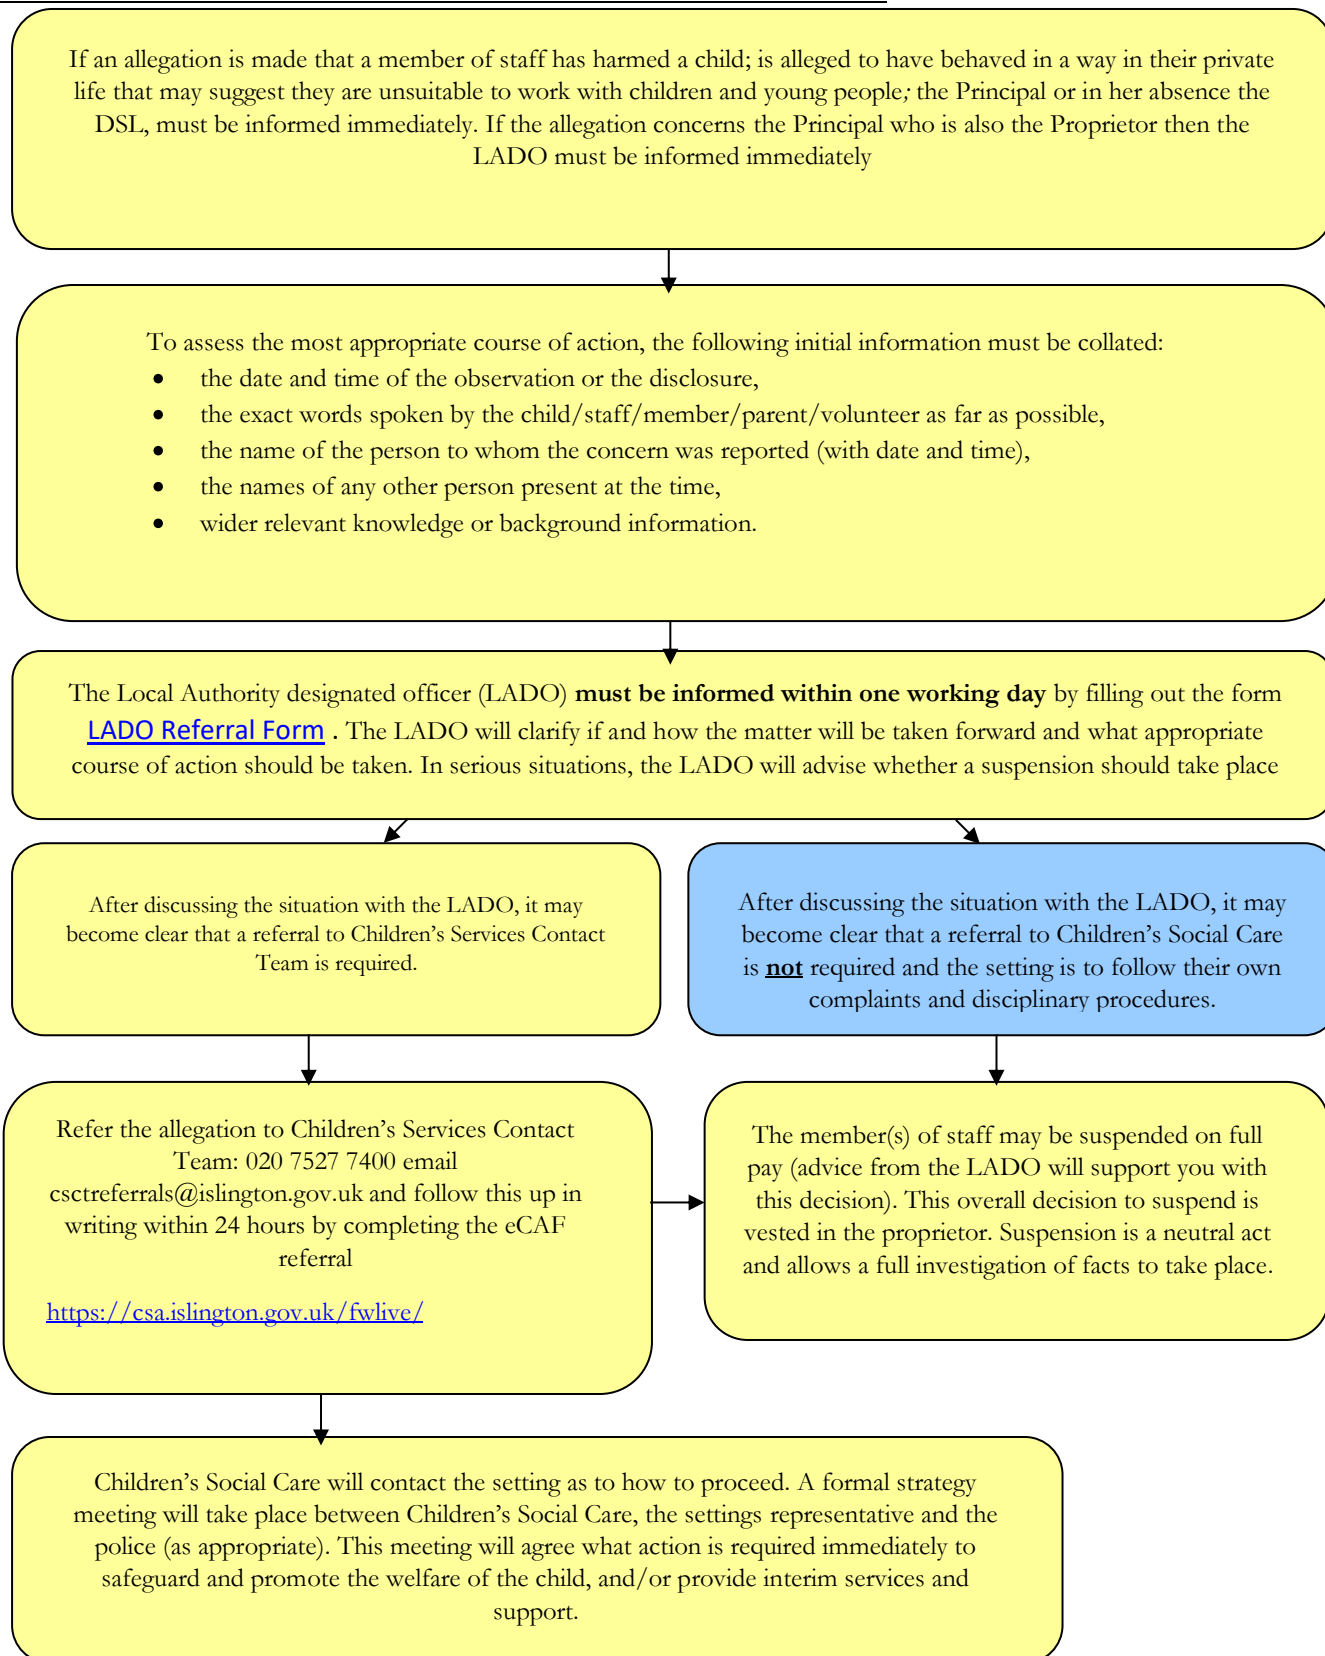 If an allegation is made that a member of staff has harmed a child; is alleged to have behaved in a way in their private
life that may suggest they are unsuitable to work with children and young people; the Principal or in her absence the
DSL, must be informed immediately. If the allegation concerns the Principal who is also the Proprietor then the
LADO must be informed immediately
To assess the most appropriate course of action, the following initial information must be collated:
• the date and time of the observation or the disclosure,
• the exact words spoken by the child/staff/member/parent/volunteer as far as possible,
• the name of the person to whom the concern was reported (with date and time),
• the names of any other person present at the time,
• wider relevant knowledge or background information.
The Local Authority designated officer (LADO) must be informed within one working day by filling out the form
LADO Referral Form . The LADO will clarify if and how the matter will be taken forward and what appropriate
course of action should be taken. In serious situations, the LADO will advise whether a suspension should take place
After discussing the situation with the LADO, it may
become clear that a referral to Children’s Services Contact
Team is required.
After discussing the situation with the LADO, it may
become clear that a referral to Children’s Social Care
is not required and the setting is to follow their own
complaints and disciplinary procedures.
Refer the allegation to Children’s Services Contact
Team: 020 7527 7400 email
csctreferrals@islington.gov.uk and follow this up in
writing within 24 hours by completing the eCAF
referral
https://csa.islington.gov.uk/fwlive/
The member(s) of staff may be suspended on full
pay (advice from the LADO will support you with
this decision). This overall decision to suspend is
vested in the proprietor. Suspension is a neutral act
and allows a full investigation of facts to take place.
Children’s Social Care will contact the setting as to how to proceed. A formal strategy
meeting will take place between Children’s Social Care, the settings representative and the
police (as appropriate). This meeting will agree what action is required immediately to
safeguard and promote the welfare of the child, and/or provide interim services and
support.